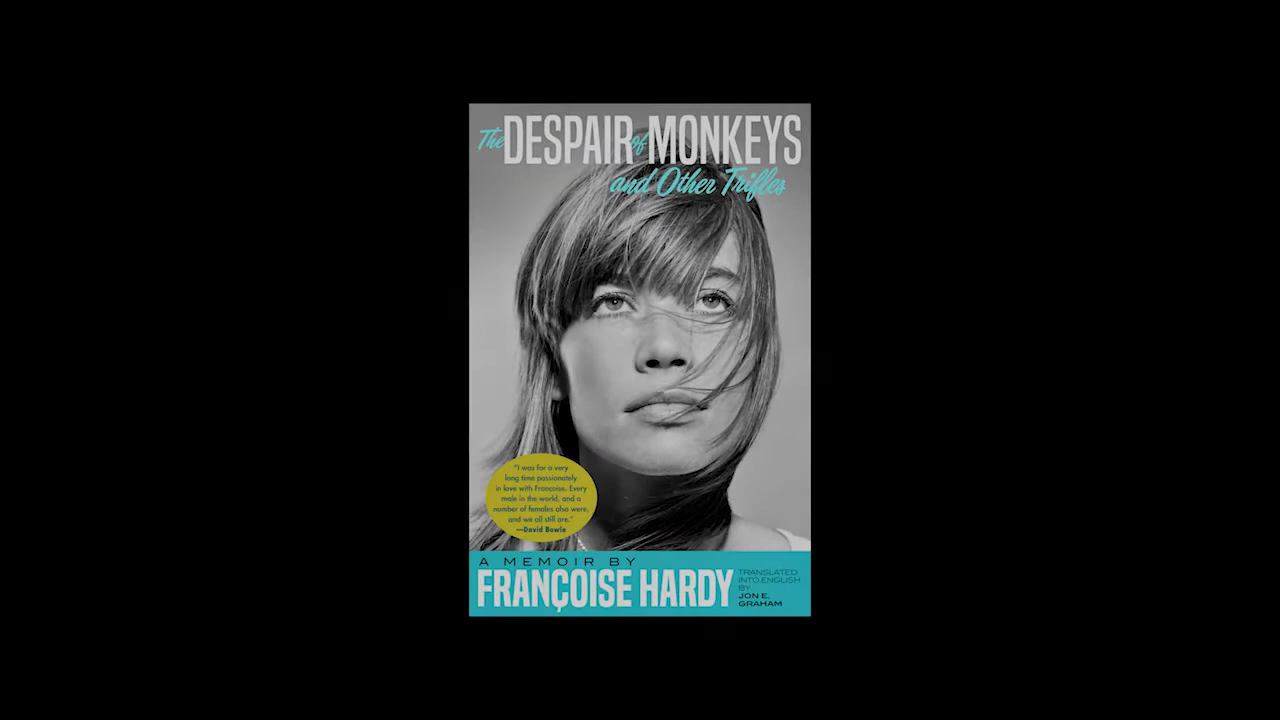 The DESPAIR of MONKEYS
and Other Trifles
"I was for a very
long time passionately
in love with Françoise. Every
male in the world, and a
number of females also were,
and we all still are."
—David Bowie
A MEMOIR BY
FRANÇOISE HARDY
TRANSLATED
INTO ENGLISH
BY
JON E.
GRAHAM